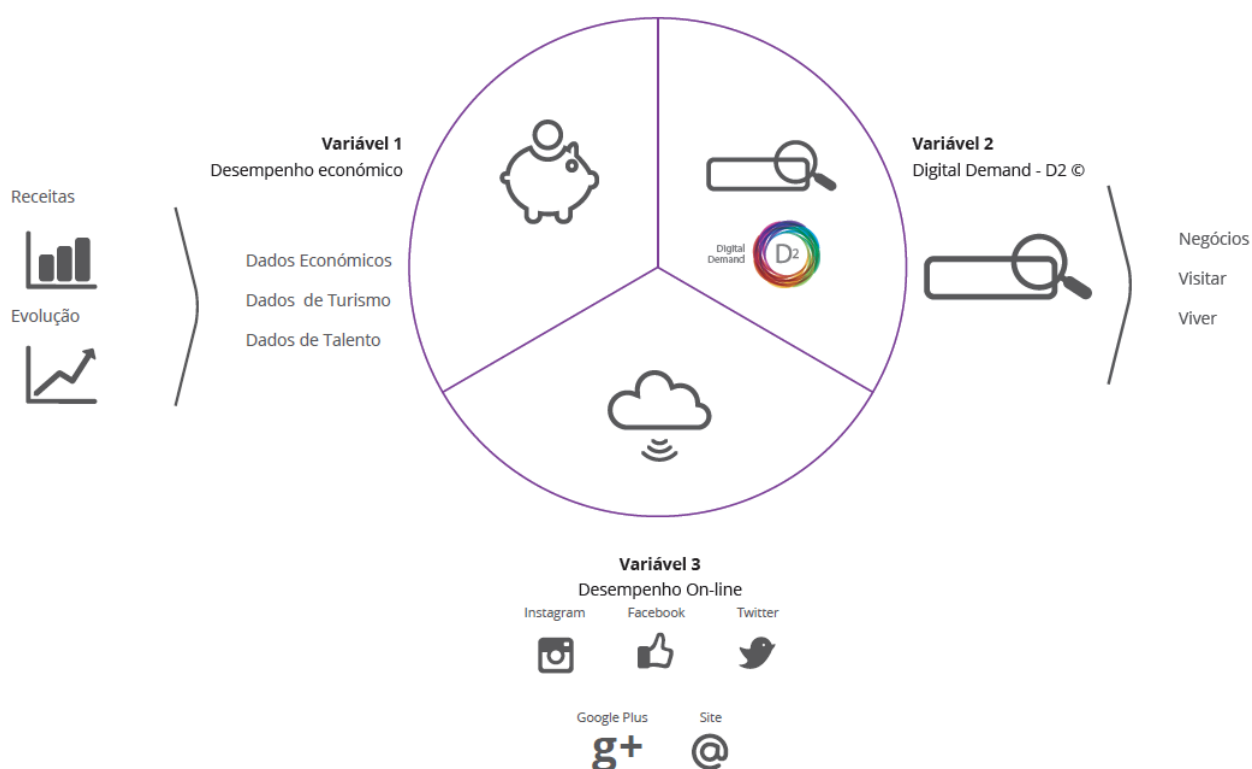 Variável 1
Desempenho económico
Receitas
Evolução
Dados Económicos
Dados de Turismo
Dados de Talento
Digital
Demand
D2
Variável 2
Digital Demand - D2 ©
Negócios
Visitar
Viver
Variável 3
Desempenho On-line
Instagram Facebook Twitter
Google Plus Site
g+ @